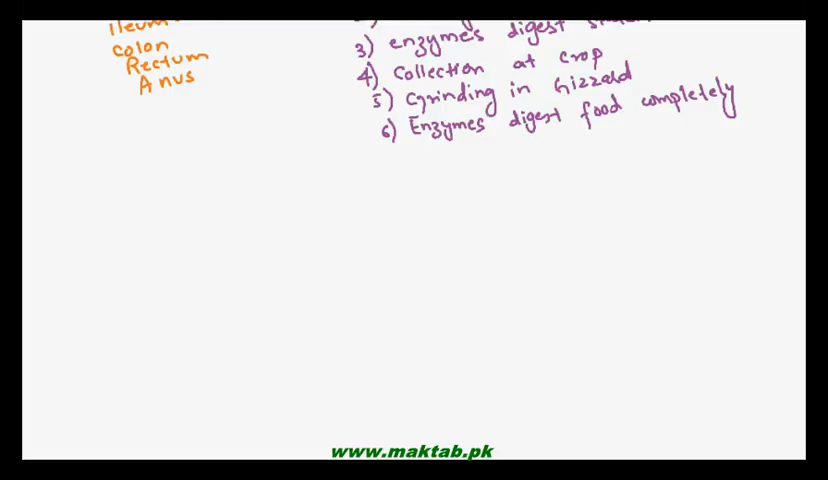 Ileum
Colon
Rectum
Anus
3) enzymes digest
4) Collection at crop
5) Grinding in Gizzard
6) Enzymes digest food completely
www.maktab.pk